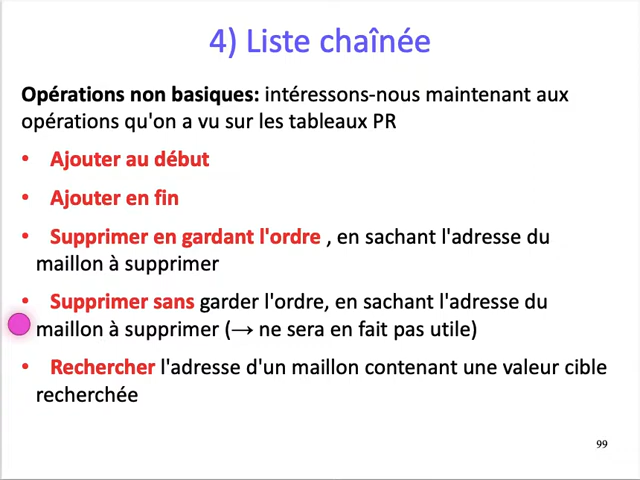 4) Liste chaînée
Opérations non basiques: intéressons-nous maintenant aux
opérations qu'on a vu sur les tableaux PR
• Ajouter au début
• Ajouter en fin
• Supprimer en gardant l'ordre , en sachant l'adresse du
maillon à supprimer
• Supprimer sans garder l'ordre, en sachant l'adresse du
maillon à supprimer (→ ne sera en fait pas utile)
• Rechercher l'adresse d'un maillon contenant une valeur cible
recherchée
99